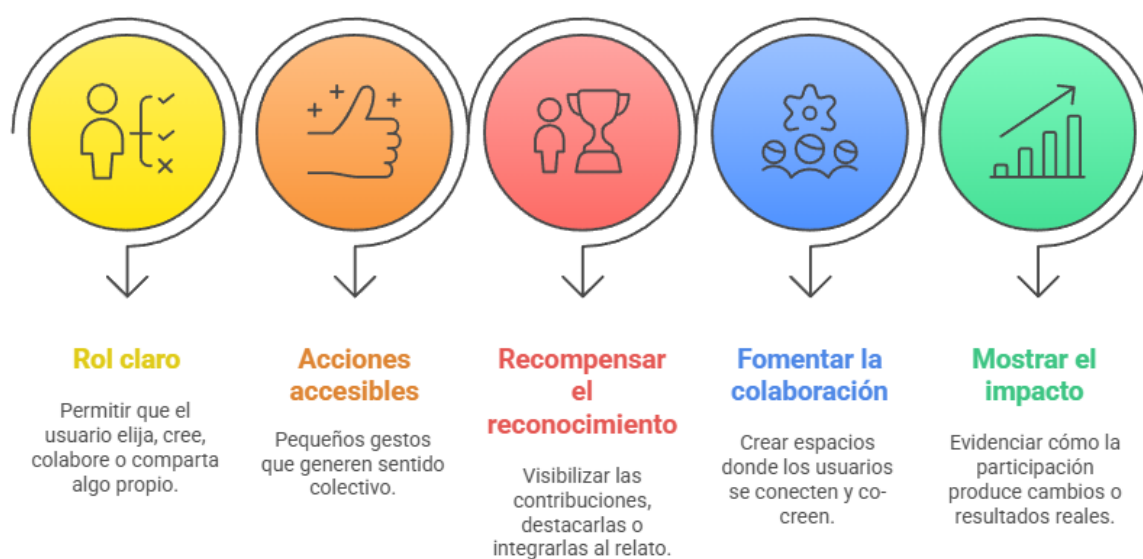 Rol claro
Permitir que el
usuario elija, cree,
colabore o comparta
algo propio.
Acciones
accesibles
Pequeños gestos
que generen sentido
colectivo.
Recompensar
el
reconocimiento
Visibilizar las
contribuciones,
destacarlas o
integrarlas al relato.
Fomentar la
colaboración
Crear espacios
donde los usuarios
se conecten y co-
creen.
Mostrar el
impacto
Evidenciar cómo la
participación
produce cambios o
resultados reales.